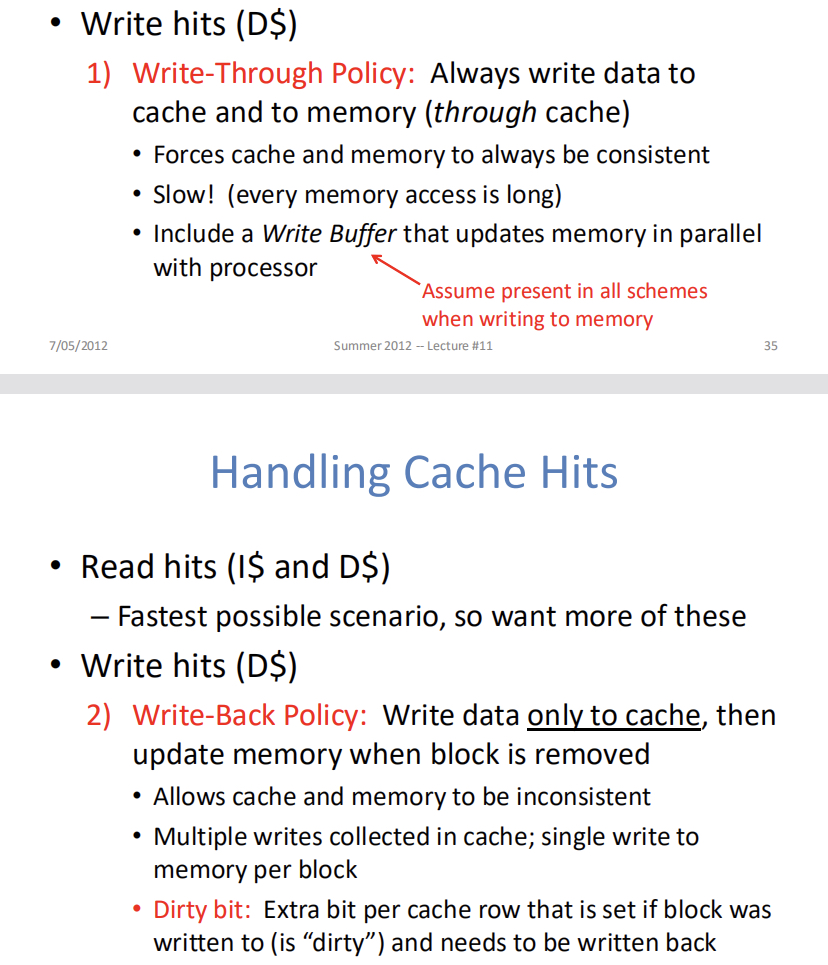 • Write hits (D$)
1) Write-Through Policy: Always write data to
cache and to memory (through cache)
• Forces cache and memory to always be consistent
• Slow! (every memory access is long)
• Include a Write Buffer that updates memory in parallel
with processor
Assume present in all schemes
when writing to memory
7/05/2012 Summer 2012 -- Lecture #11 35
Handling Cache Hits
• Read hits (I$ and D$)
– Fastest possible scenario, so want more of these
• Write hits (D$)
2) Write-Back Policy: Write data only to cache, then
update memory when block is removed
• Allows cache and memory to be inconsistent
• Multiple writes collected in cache; single write to
memory per block
• Dirty bit: Extra bit per cache row that is set if block was
written to (is “dirty”) and needs to be written back